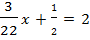 3/22 x + 1/2 = 2